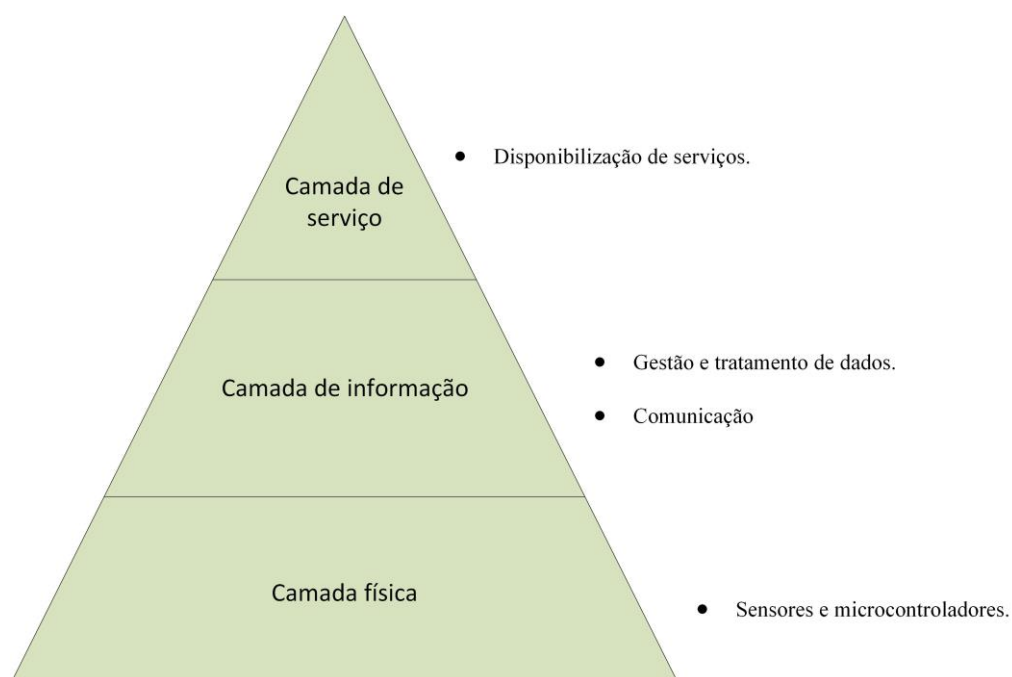 • Disponibilização de serviços.
Camada de
serviço
• Gestão e tratamento de dados.
Camada de informação
• Comunicação
Camada física
• Sensores e microcontroladores.